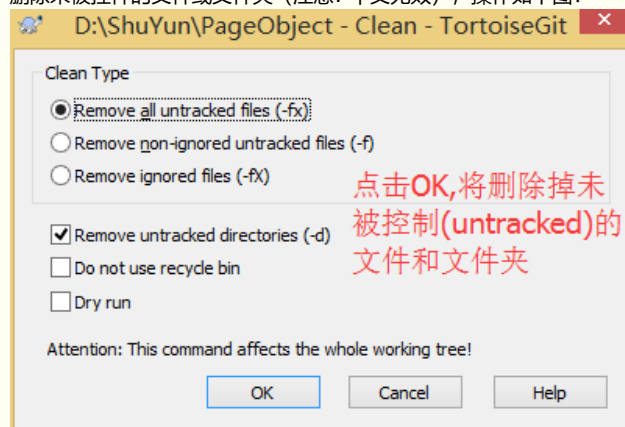 D:\ShuYun\PageObject - Clean - TortoiseGit
Clean Type
Remove all untracked files (-fx)
Remove non-ignored untracked files (-f)
Remove ignored files (-fX)
点击OK,将删除掉未
被控制(untracked)的
文件和文件夹
Remove untracked directories (-d)
Do not use recycle bin
Dry run
Attention: This command affects the whole working tree!
OK Cancel Help